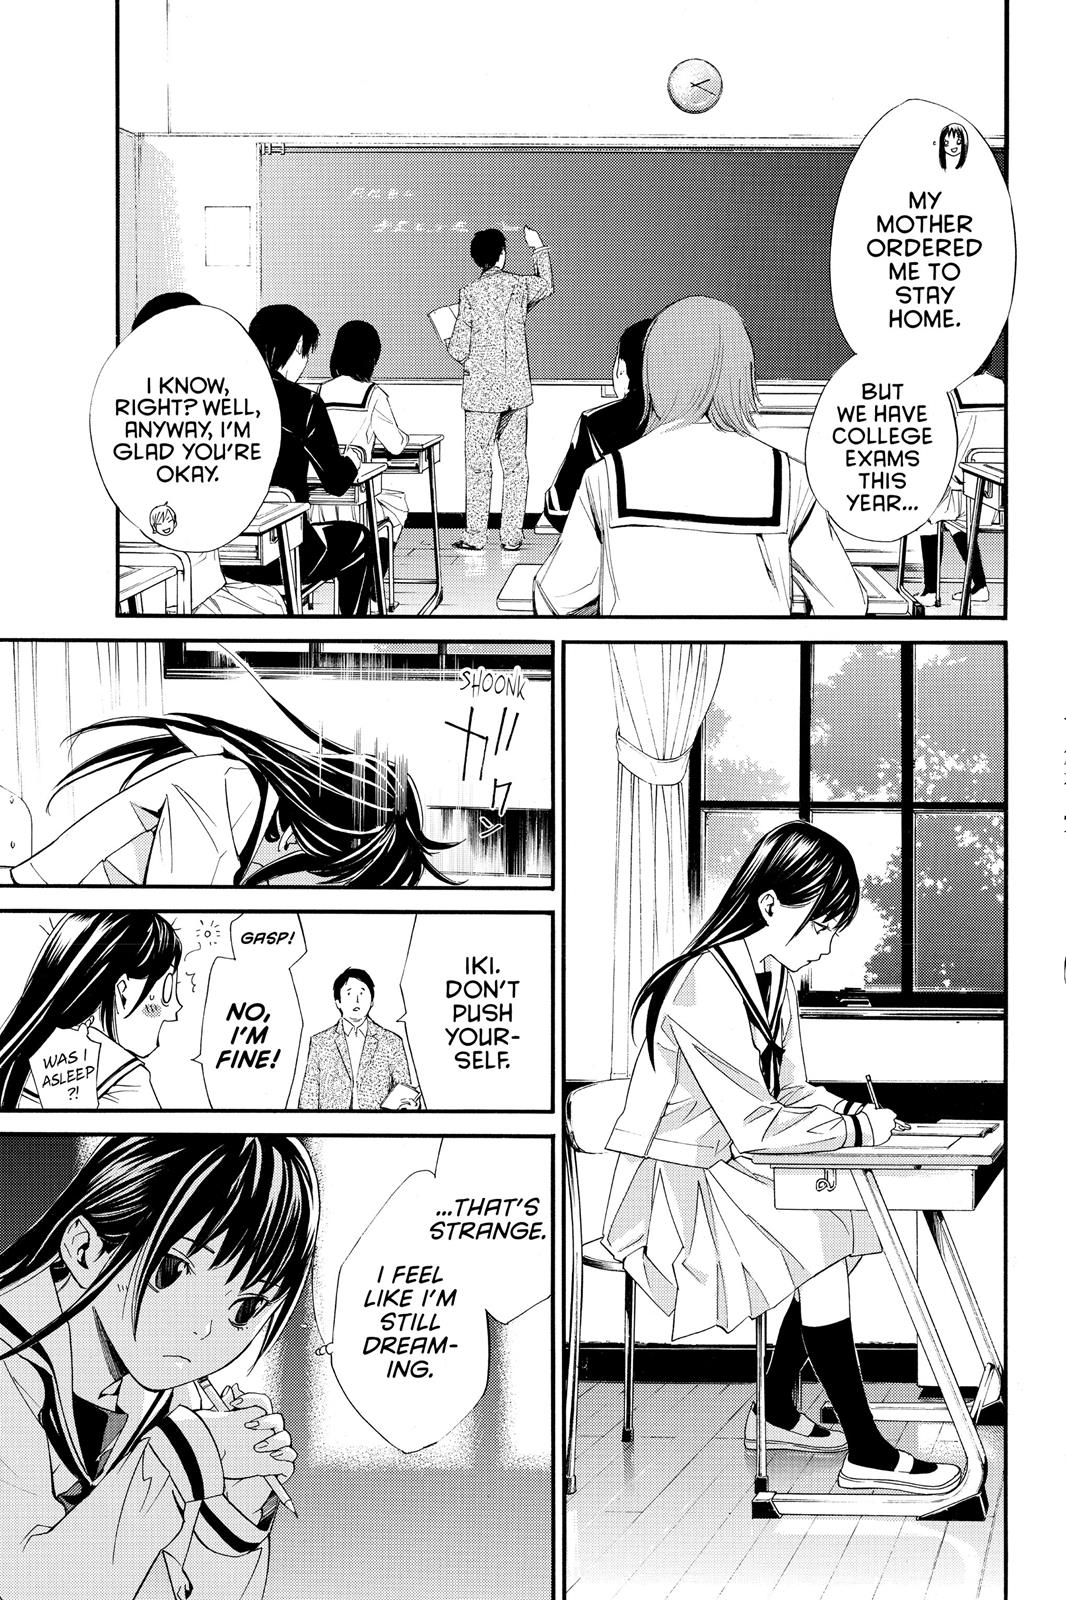 MY
MOTHER
ORDERED
ME TO
STAY
HOME.
BUT
WE HAVE
COLLEGE
EXAMS
THIS
YEAR...
I KNOW,
RIGHT? WELL,
ANYWAY, I'M
GLAD YOU'RE
OKAY.
SHOONK
ガクン
IKI.
DON'T
PUSH
YOUR-
SELF.
GASP!
NO,
I'M
FINE!
WAS I
ASLEEP
?!
...THAT'S
STRANGE.
I FEEL
LIKE I'M
STILL
DREAM-
ING.